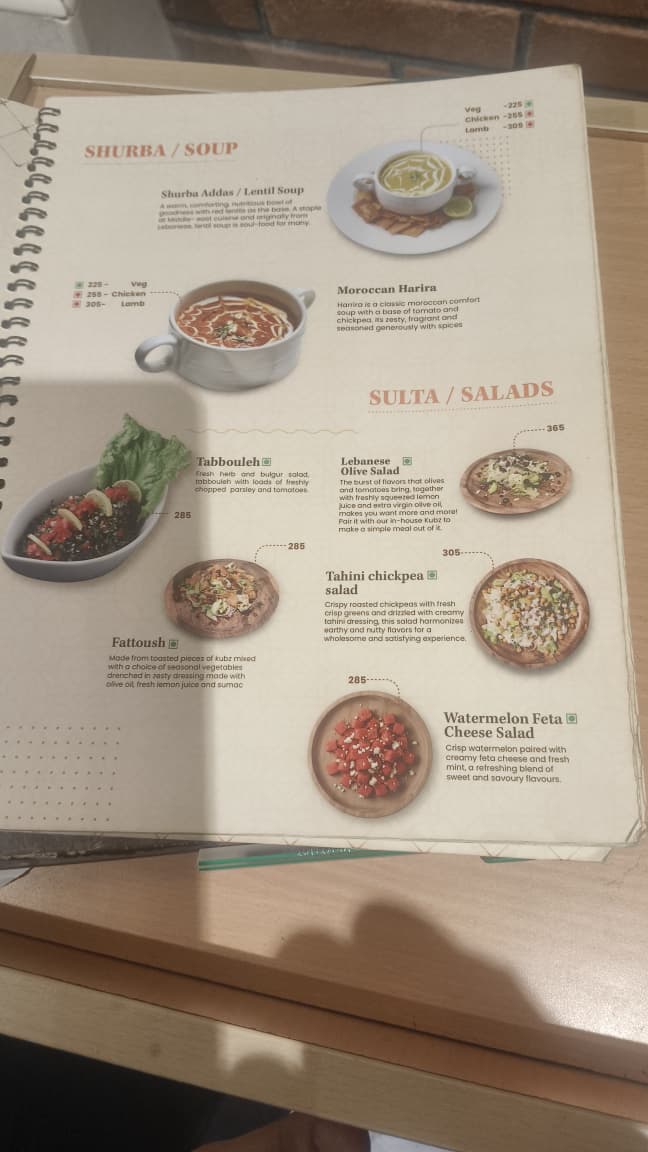 Veg -225
Chicken -255
Lamb -305
SHURBA / SOUP
Shurba Addas / Lentil Soup
A warm, comforting, nutritious bowl of
goodness with red lentils as the base. A staple
at Middle- east cuisine and originally from
Lebanese, lentil soup is soul-food for many.
225 - Veg
255 - Chicken
305- Lamb
Moroccan Harira
Harira is a classic moroccan comfort
soup with a base of tomato and
chickpea. its zesty, fragrant and
seasoned generously with spices
SULTA / SALADS
Tabbouleh
Fresh herb and bulgur salad,
tabbouleh with loads of freshly
chopped parsley and tomatoes.
285
Lebanese
Olive Salad
The burst of flavors that olives
and tomatoes bring, together
with freshly squeezed lemon
juice and extra virgin olive oil,
makes you want more and more!
Pair it with our in-house Kubz to
make a simple meal out of it.
365
285
Fattoush
Made from toasted pieces of kubz mixed
with a choice of seasonal vegetables
drenched in zesty dressing made with
olive oil, fresh lemon juice and sumac
305
Tahini chickpea
salad
Crispy roasted chickpeas with fresh
crisp greens and drizzled with creamy
tahini dressing, this salad harmonizes
earthy and nutty flavors for a
wholesome and satisfying experience.
285
Watermelon Feta
Cheese Salad
Crisp watermelon paired with
creamy feta cheese and fresh
mint, a refreshing blend of
sweet and savoury flavours.